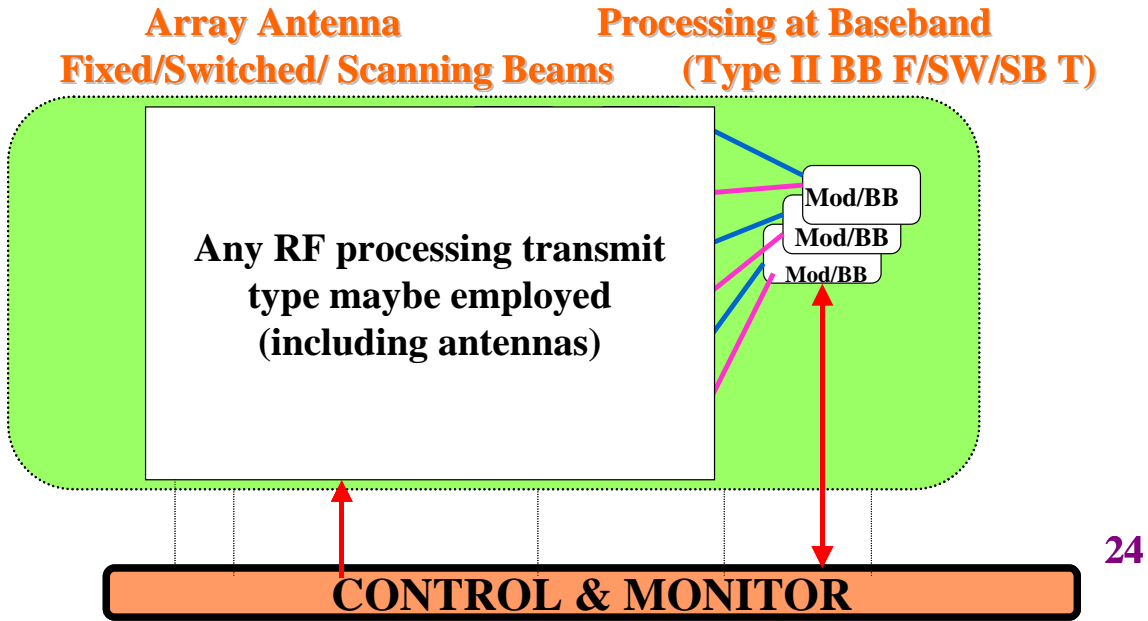 Array Antenna Processing at Baseband
Fixed/Switched/ Scanning Beams (Type II BB F/SW/SB T)
Any RF processing transmit
type maybe employed
(including antennas)
Mod/BB
Mod/BB
Mod/BB
24
CONTROL & MONITOR